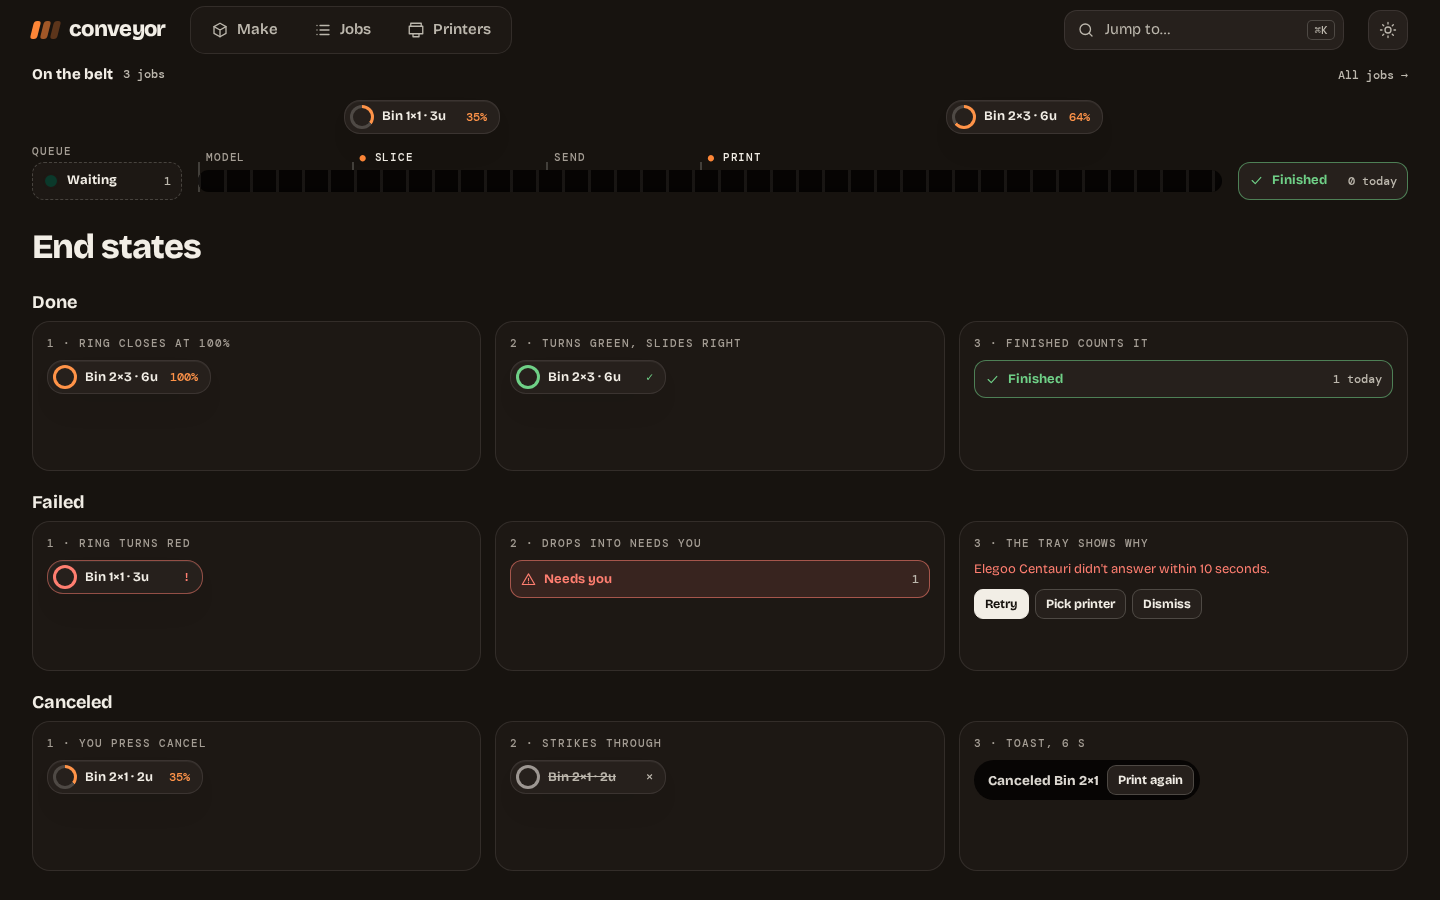 conveyor
Make
Jobs
Printers
Jump to...
⌘K
On the belt 3 jobs
All jobs →
Bin 1×1 · 3u 35%
Bin 2×3 · 6u 64%
QUEUE
MODEL
SLICE
SEND
PRINT
Waiting 1
Finished 0 today
End states
Done
1 · RING CLOSES AT 100%
Bin 2×3 · 6u 100%
2 · TURNS GREEN, SLIDES RIGHT
Bin 2×3 · 6u ✓
3 · FINISHED COUNTS IT
Finished 1 today
Failed
1 · RING TURNS RED
Bin 1×1 · 3u !
2 · DROPS INTO NEEDS YOU
Needs you 1
3 · THE TRAY SHOWS WHY
Elegoo Centauri didn't answer within 10 seconds.
Retry
Pick printer
Dismiss
Canceled
1 · YOU PRESS CANCEL
Bin 2×1 · 2u 35%
2 · STRIKES THROUGH
Bin 2×1 · 2u ×
3 · TOAST, 6 S
Canceled Bin 2×1
Print again